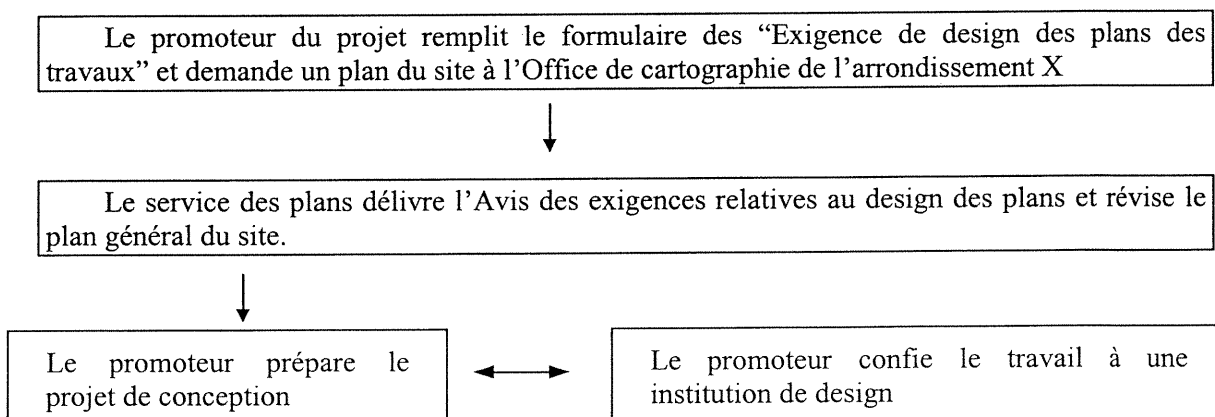 Le promoteur du projet remplit le formulaire des “Exigence de design des plans des
travaux” et demande un plan du site à l’Office de cartographie de l’arrondissement X
Le service des plans délivre l’Avis des exigences relatives au design des plans et révise le
plan général du site.
Le promoteur prépare le
projet de conception
Le promoteur confie le travail à une
institution de design